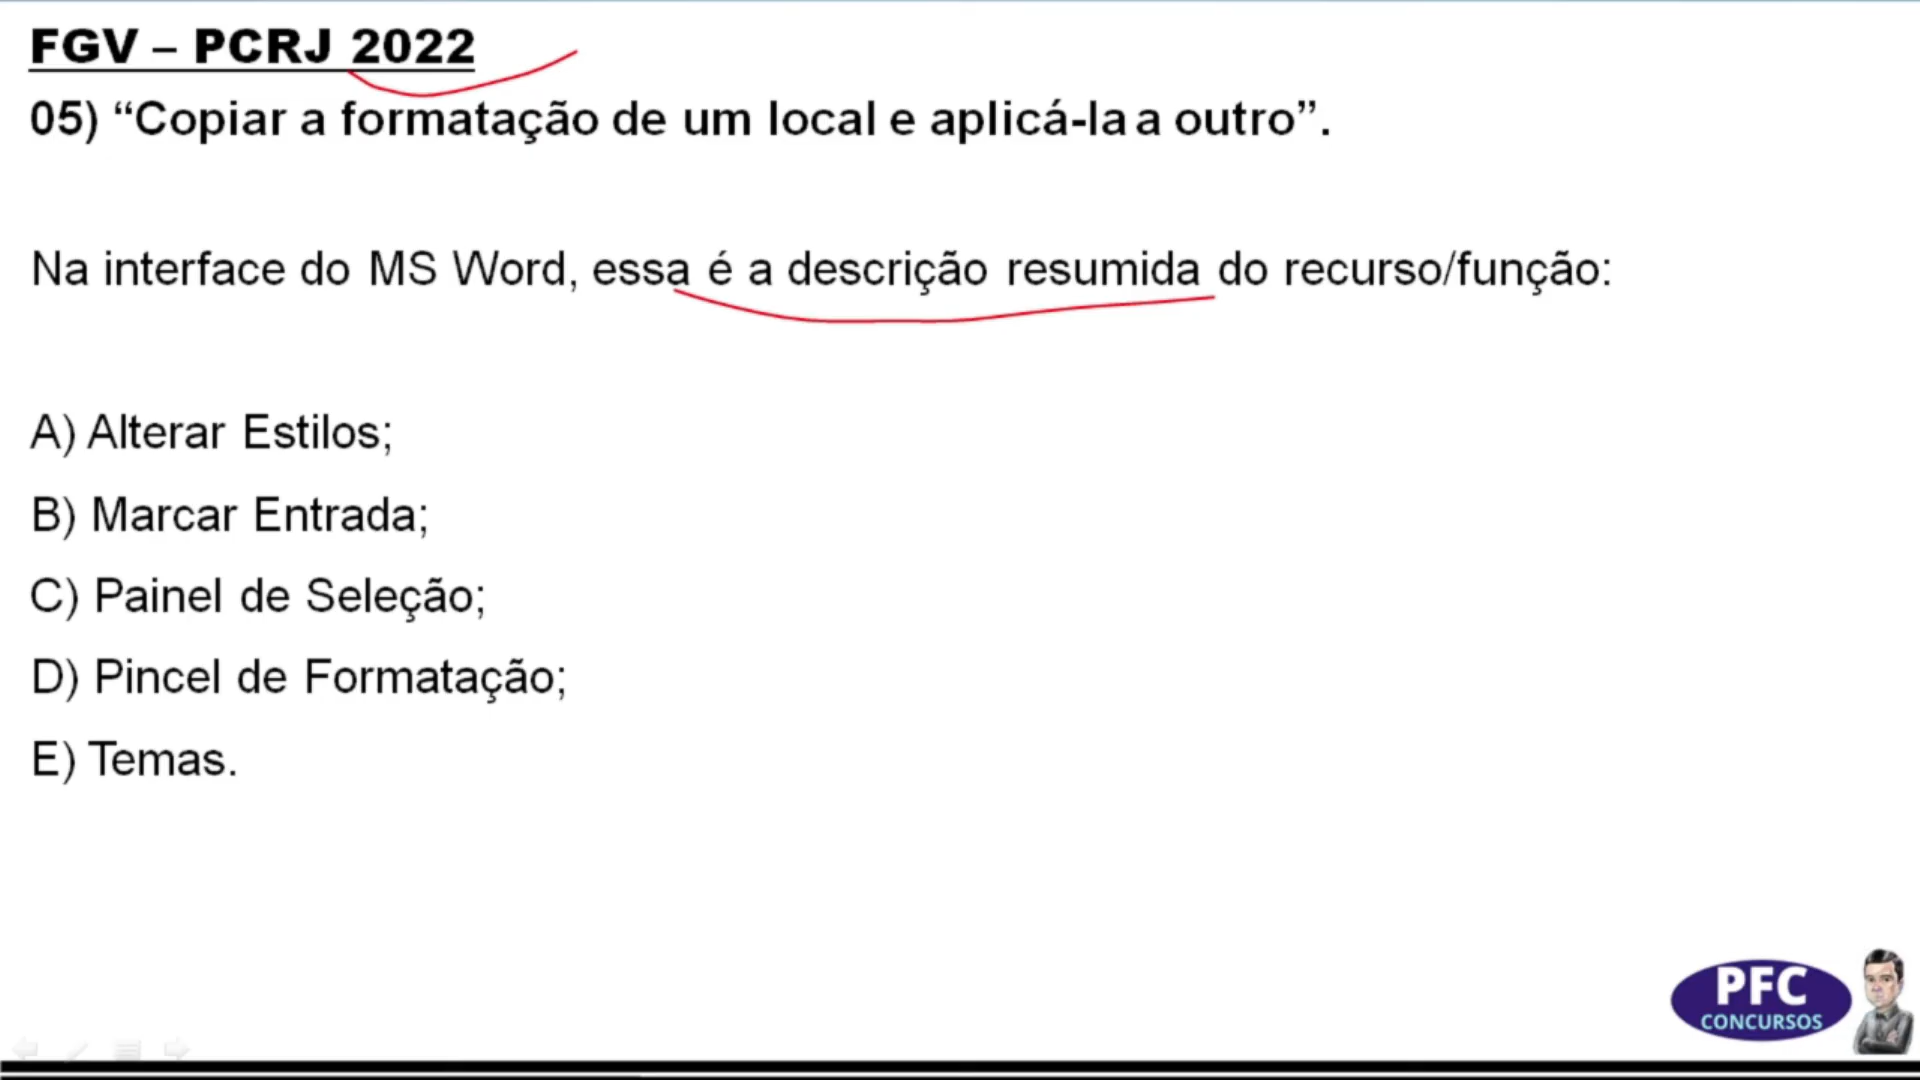 FGV – PCRJ 2022
05) “Copiar a formatação de um local e aplicá-la a outro”.
Na interface do MS Word, essa é a descrição resumida do recurso/função:
A) Alterar Estilos;
B) Marcar Entrada;
C) Painel de Seleção;
D) Pincel de Formatação;
E) Temas.
PFC
CONCURSOS